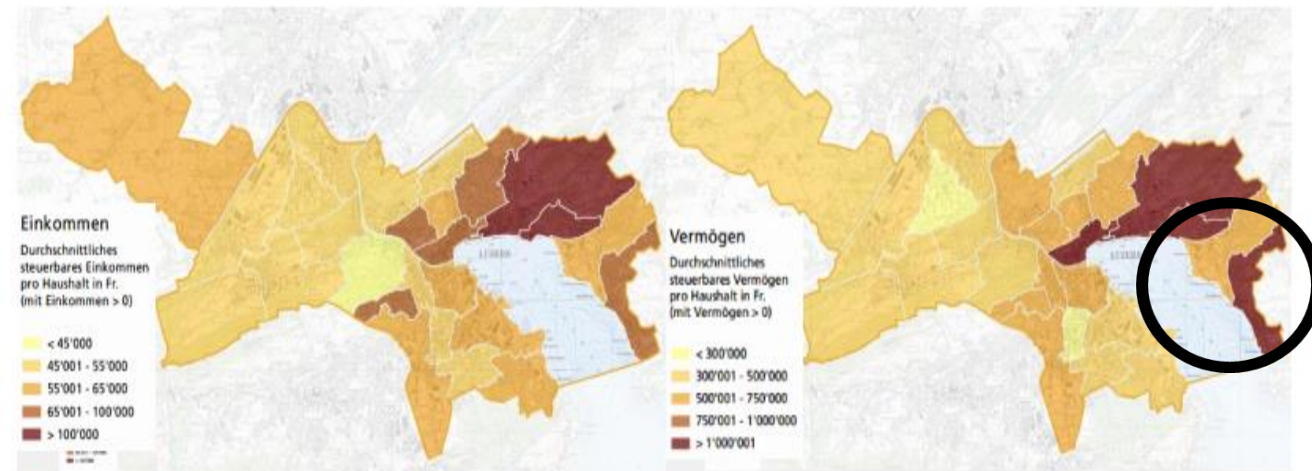 Einkommen
Durchschnittliches
steuerbares Einkommen
pro Haushalt in Fr.
(mit Einkommen > 0)
< 45'000
45'001 - 55'000
55'001 - 65'000
65'001 - 100'000
> 100'000
Vermögen
Durchschnittliches
steuerbares Vermögen
pro Haushalt in Fr.
(mit Vermögen > 0)
< 300'000
300'001 - 500'000
500'001 - 750'000
750'001 - 1'000'000
> 1'000'001